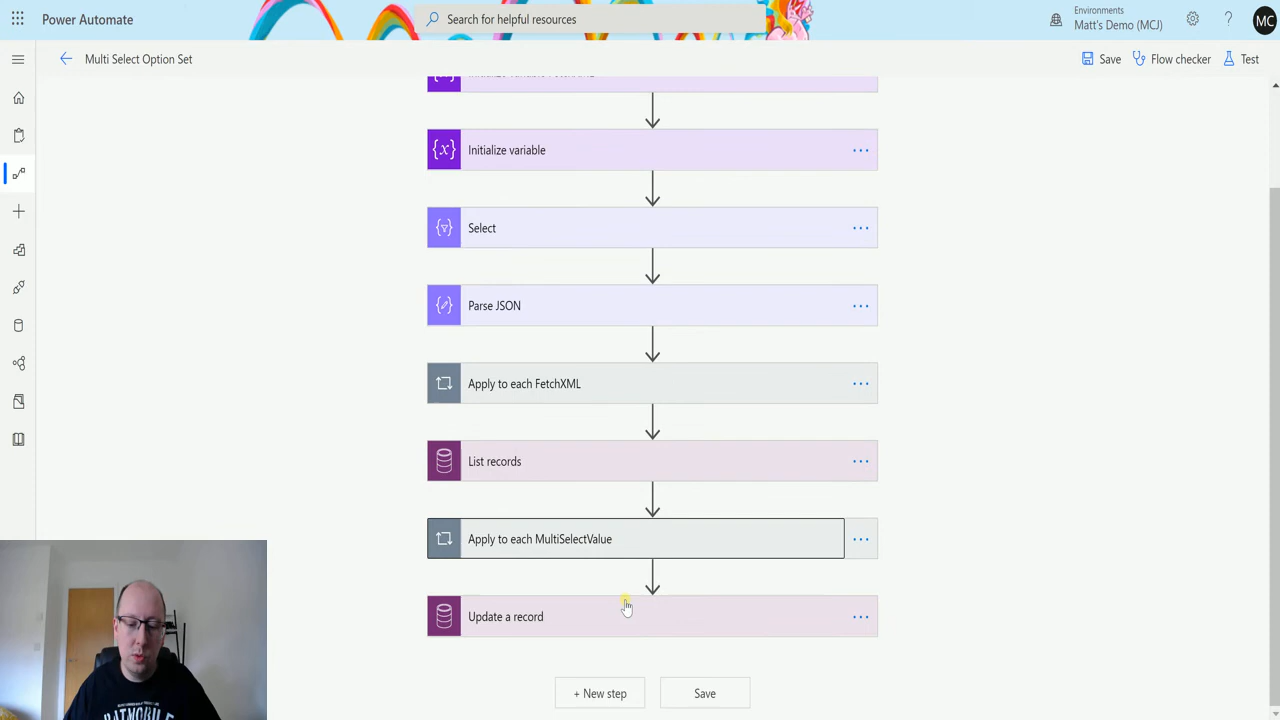 Power Automate
Search for helpful resources
Environments
Matt's Demo (MCJ)
?
MC
Multi Select Option Set
Save
Flow checker
Test
{x}
Initialize variable
...
Select
...
Parse JSON
...
Apply to each FetchXML
...
List records
...
Apply to each MultiSelectValue
...
Update a record
...
+ New step
Save
BATMOBILE